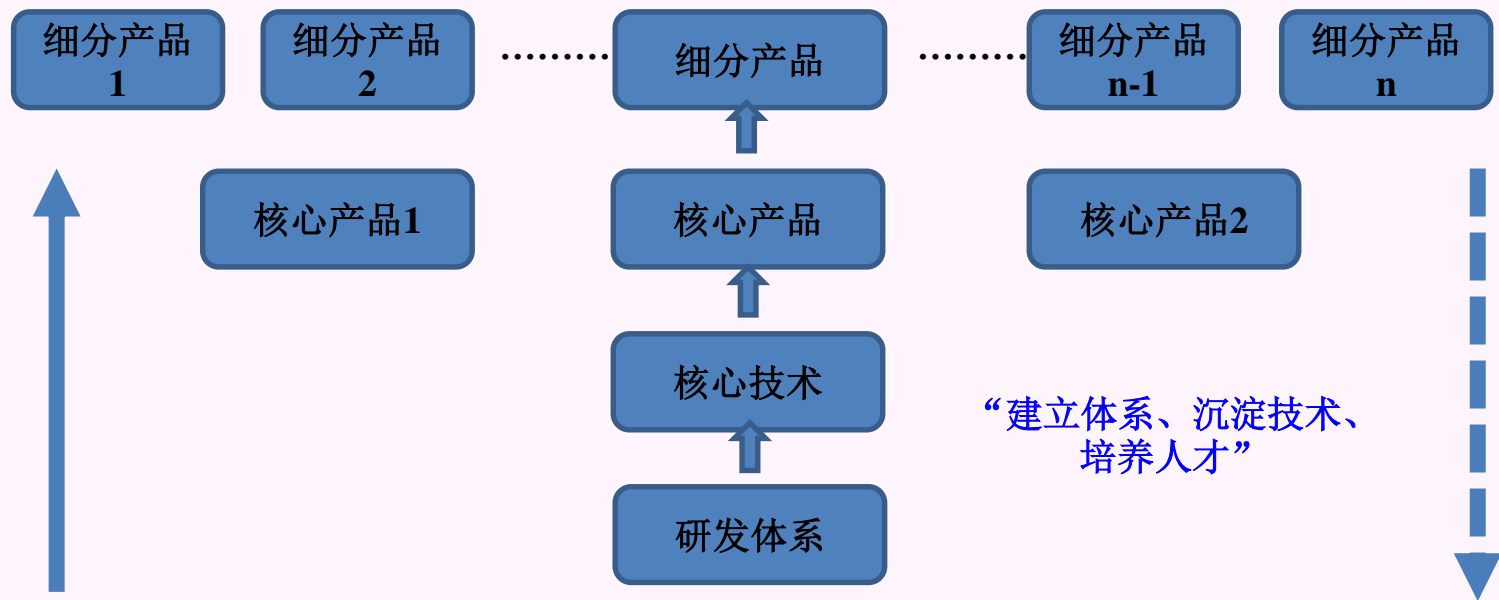 细分产品
1
细分产品
2
………
细分产品
………
细分产品
n-1
细分产品
n
核心产品1
核心产品
核心产品2
核心技术
“建立体系、沉淀技术、
培养人才”
研发体系